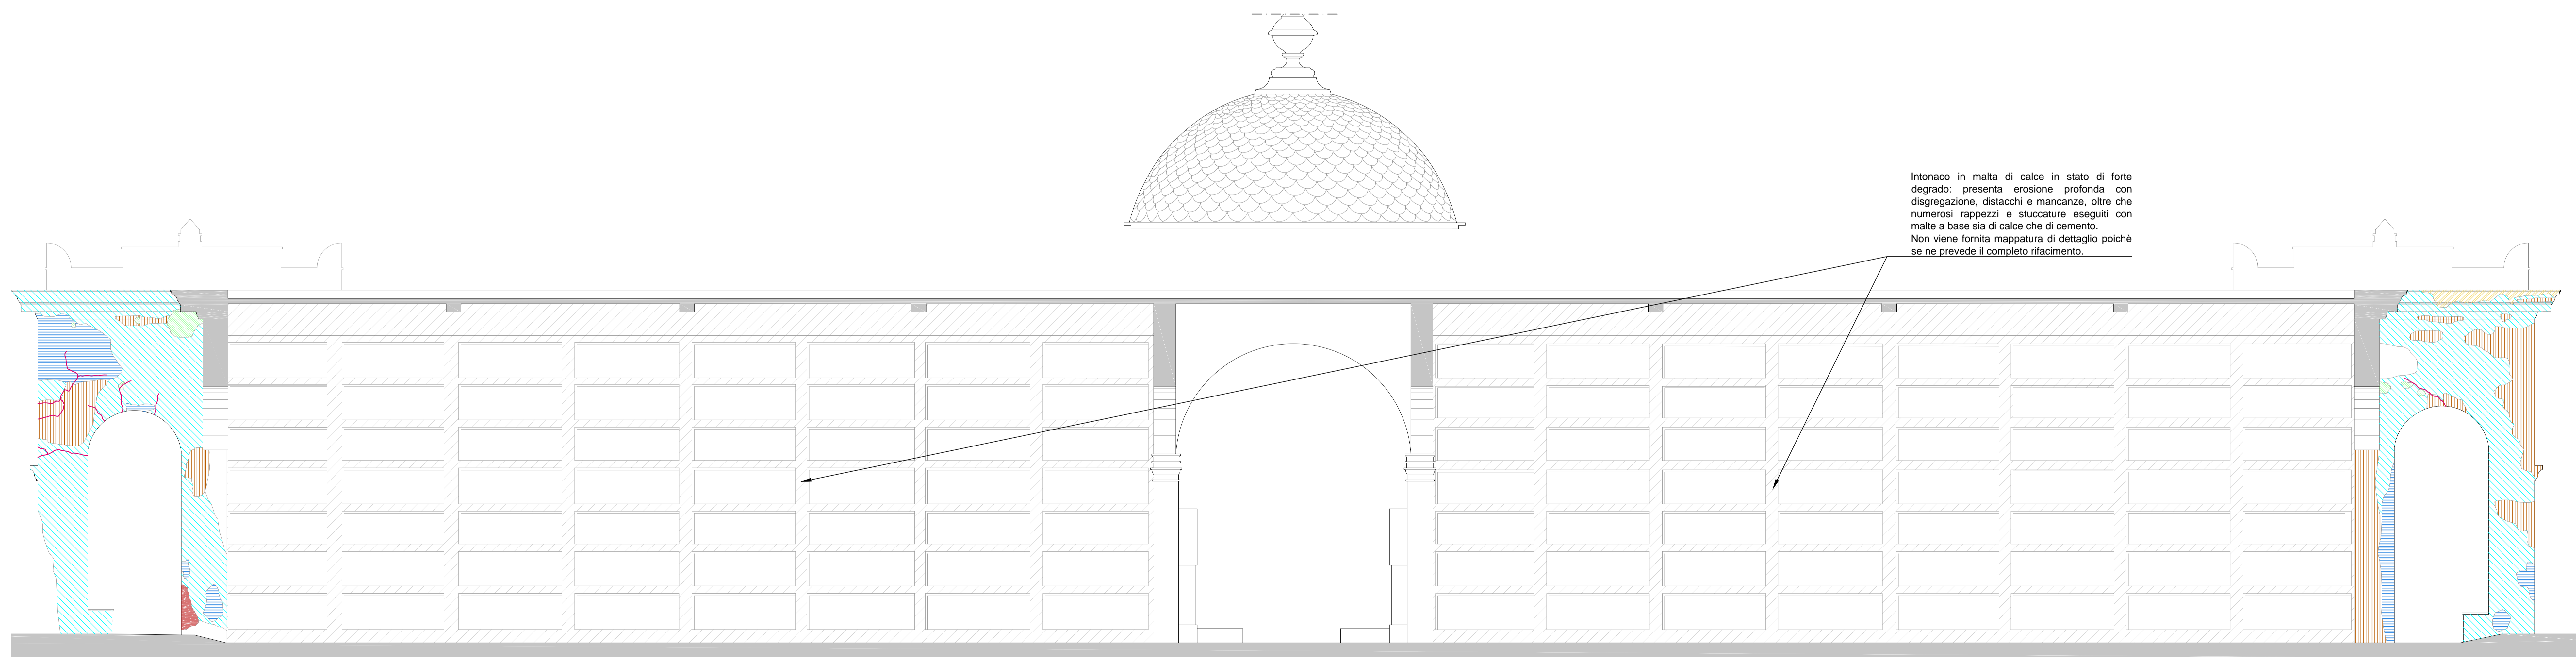 Intonaco in malta di calce in stato di forte
degrado: presenta erosione profonda con
disgregazione, distacchi e mancanze, oltre che
numerosi rappezzi e stuccature eseguiti con
malte a base sia di calce che di cemento.
Non viene fornita mappatura di dettaglio poichè
se ne prevede il completo rifacimento.